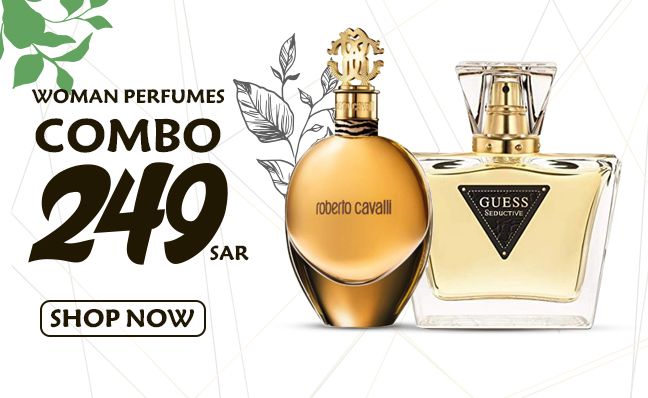 WOMAN PERFUMES
COMBO
249
SAR
SHOP NOW
roberto cavalli
GUESS
SEDUCTIVE